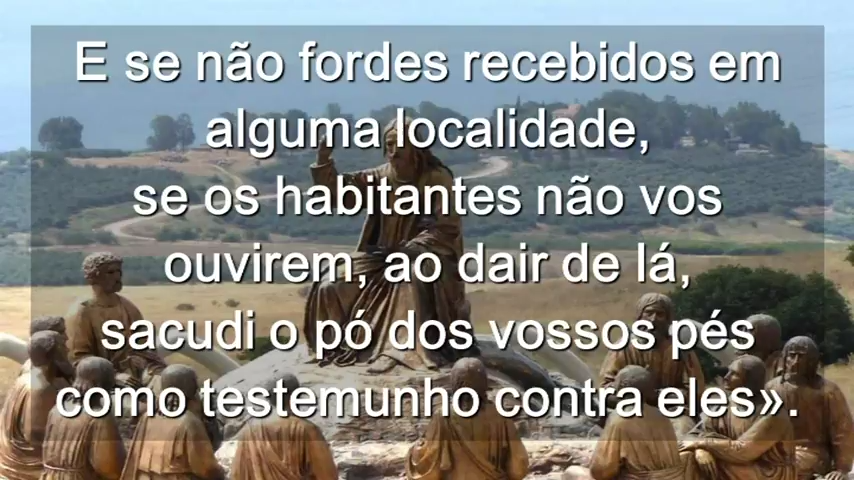 E se não fordes recebidos em
alguma localidade,
se os habitantes não vos
ouvirem, ao dair de lá,
sacudi o pó dos vossos pés
como testemunho contra eles».